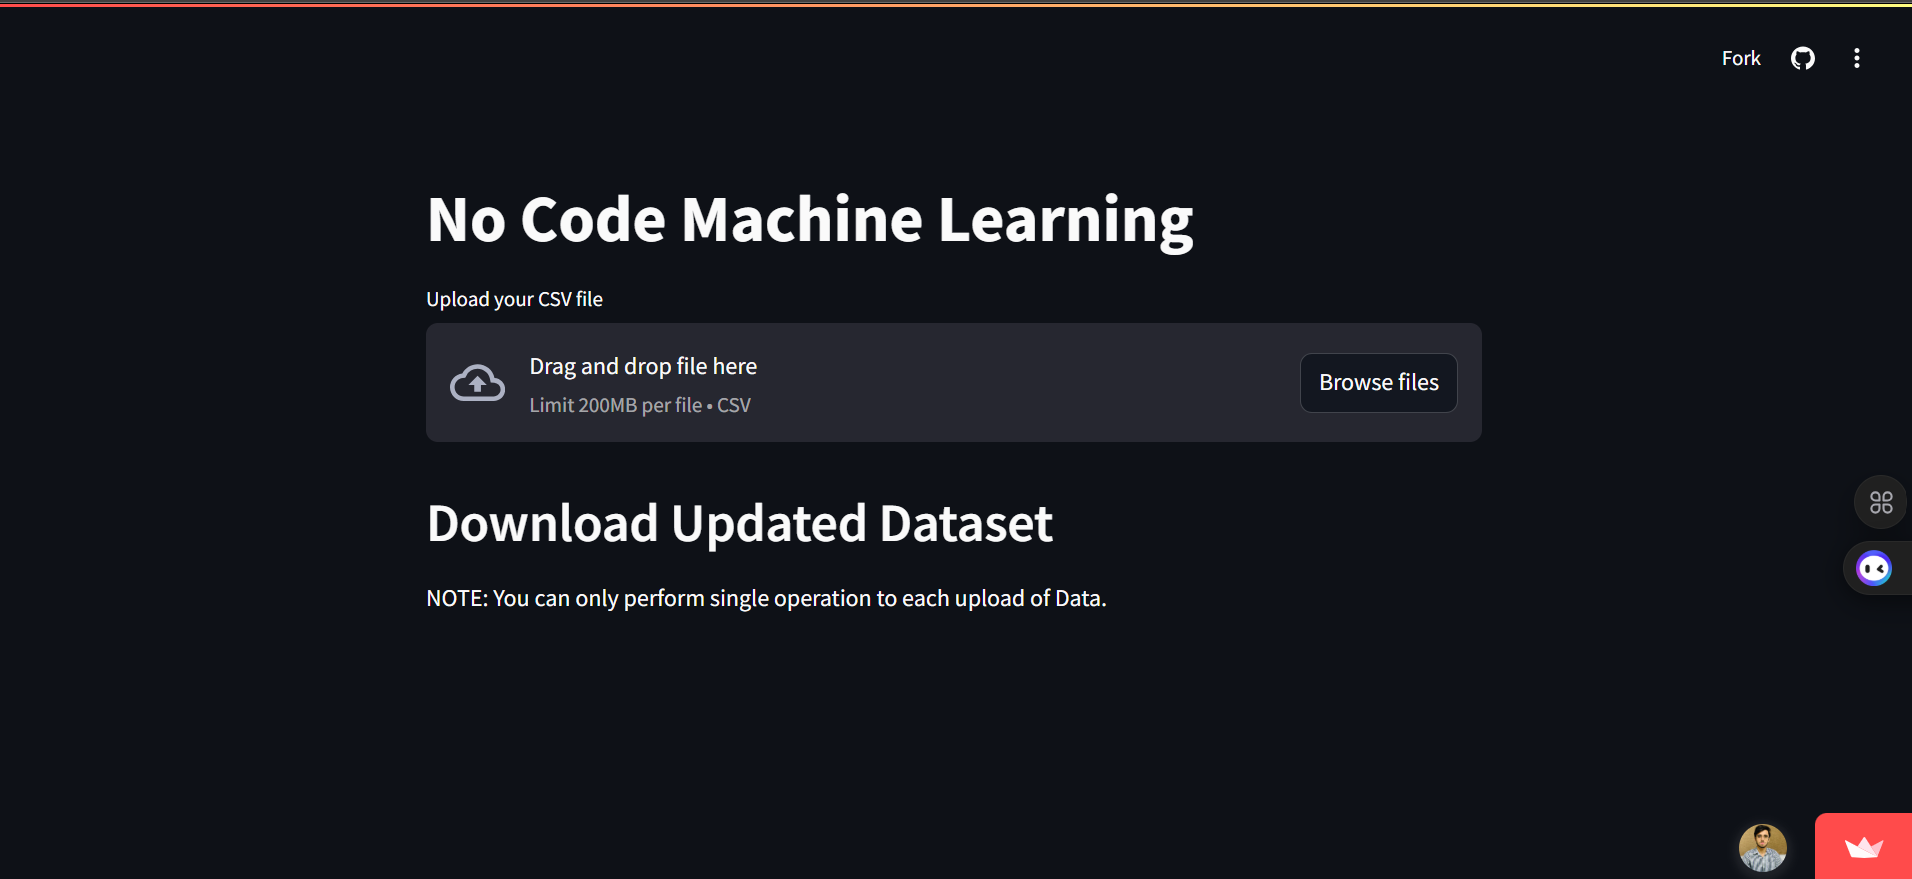 Fork
No Code Machine Learning
Upload your CSV file
Drag and drop file here
Limit 200MB per file • CSV
Browse files
Download Updated Dataset
NOTE: You can only perform single operation to each upload of Data.